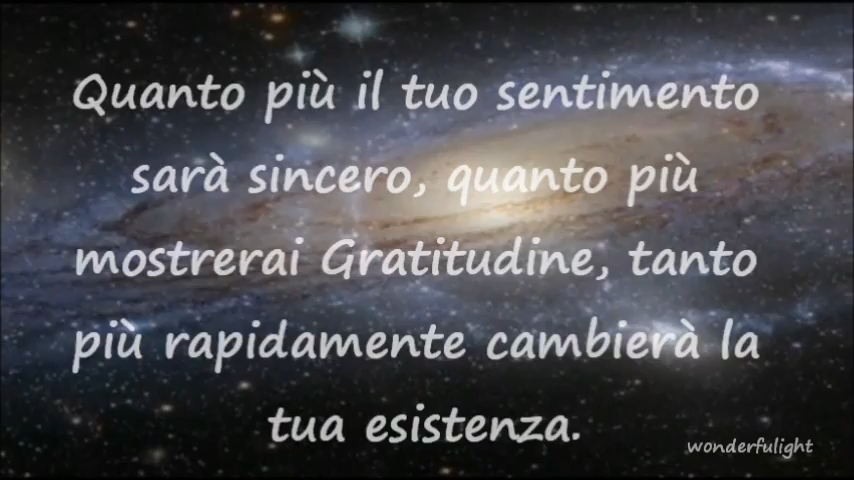 Quanto più il tuo sentimento
sarà sincero, quanto più
mostrerai Gratitudine, tanto
più rapidamente cambierà la
tua esistenza.
wonderfulight